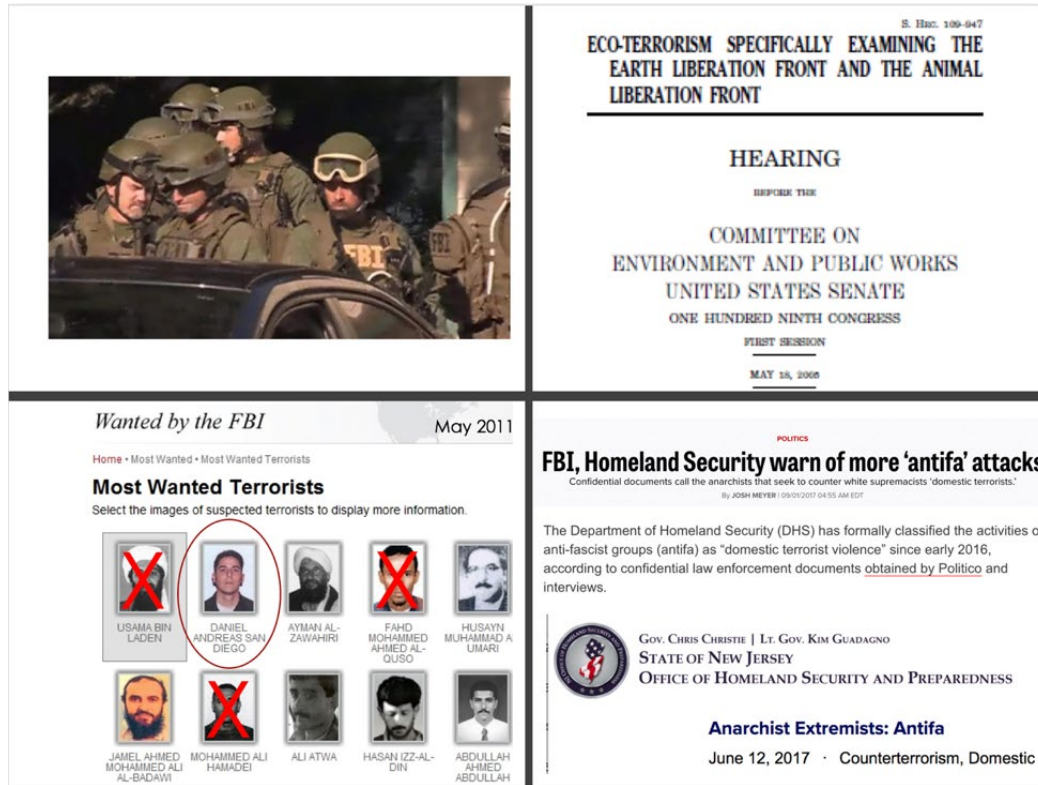 FBI
FBI
S. HRG. 109-947
ECO-TERRORISM SPECIFICALLY EXAMINING THE
EARTH LIBERATION FRONT AND THE ANIMAL
LIBERATION FRONT
HEARING
BEFORE THE
COMMITTEE ON
ENVIRONMENT AND PUBLIC WORKS
UNITED STATES SENATE
ONE HUNDRED NINTH CONGRESS
FIRST SESSION
MAY 18, 2005
Wanted by the FBI
May 2011
Home • Most Wanted • Most Wanted Terrorists
Most Wanted Terrorists
Select the images of suspected terrorists to display more information.
USAMA BIN
LADEN
DANIEL
ANDREAS SAN
DIEGO
AYMAN AL-
ZAWAHIRI
FAHD
MOHAMMED
AHMED AL-
QUSO
HUSAYN
MUHAMMAD A
UMARI
JAMEL AHMED
MOHAMMED ALI
AL-BADAWI
MOHAMMED ALI
HAMADEI
ALI ATWA
HASAN IZZ-AL-
DIN
ABDULLAH
AHMED
ABDULLAH
POLITICS
FBI, Homeland Security warn of more 'antifa' attacks
Confidential documents call the anarchists that seek to counter white supremacists 'domestic terrorists.'
By JOSH MEYER | 09/01/2017 04:55 AM EDT
The Department of Homeland Security (DHS) has formally classified the activities o
anti-fascist groups (antifa) as "domestic terrorist violence" since early 2016,
according to confidential law enforcement documents obtained by Politico and
interviews.
GOV. CHRIS CHRISTIE | LT. GOV. KIM GUADAGNO
STATE OF NEW JERSEY
OFFICE OF HOMELAND SECURITY AND PREPAREDNESS
Anarchist Extremists: Antifa
June 12, 2017 · Counterterrorism, Domestic